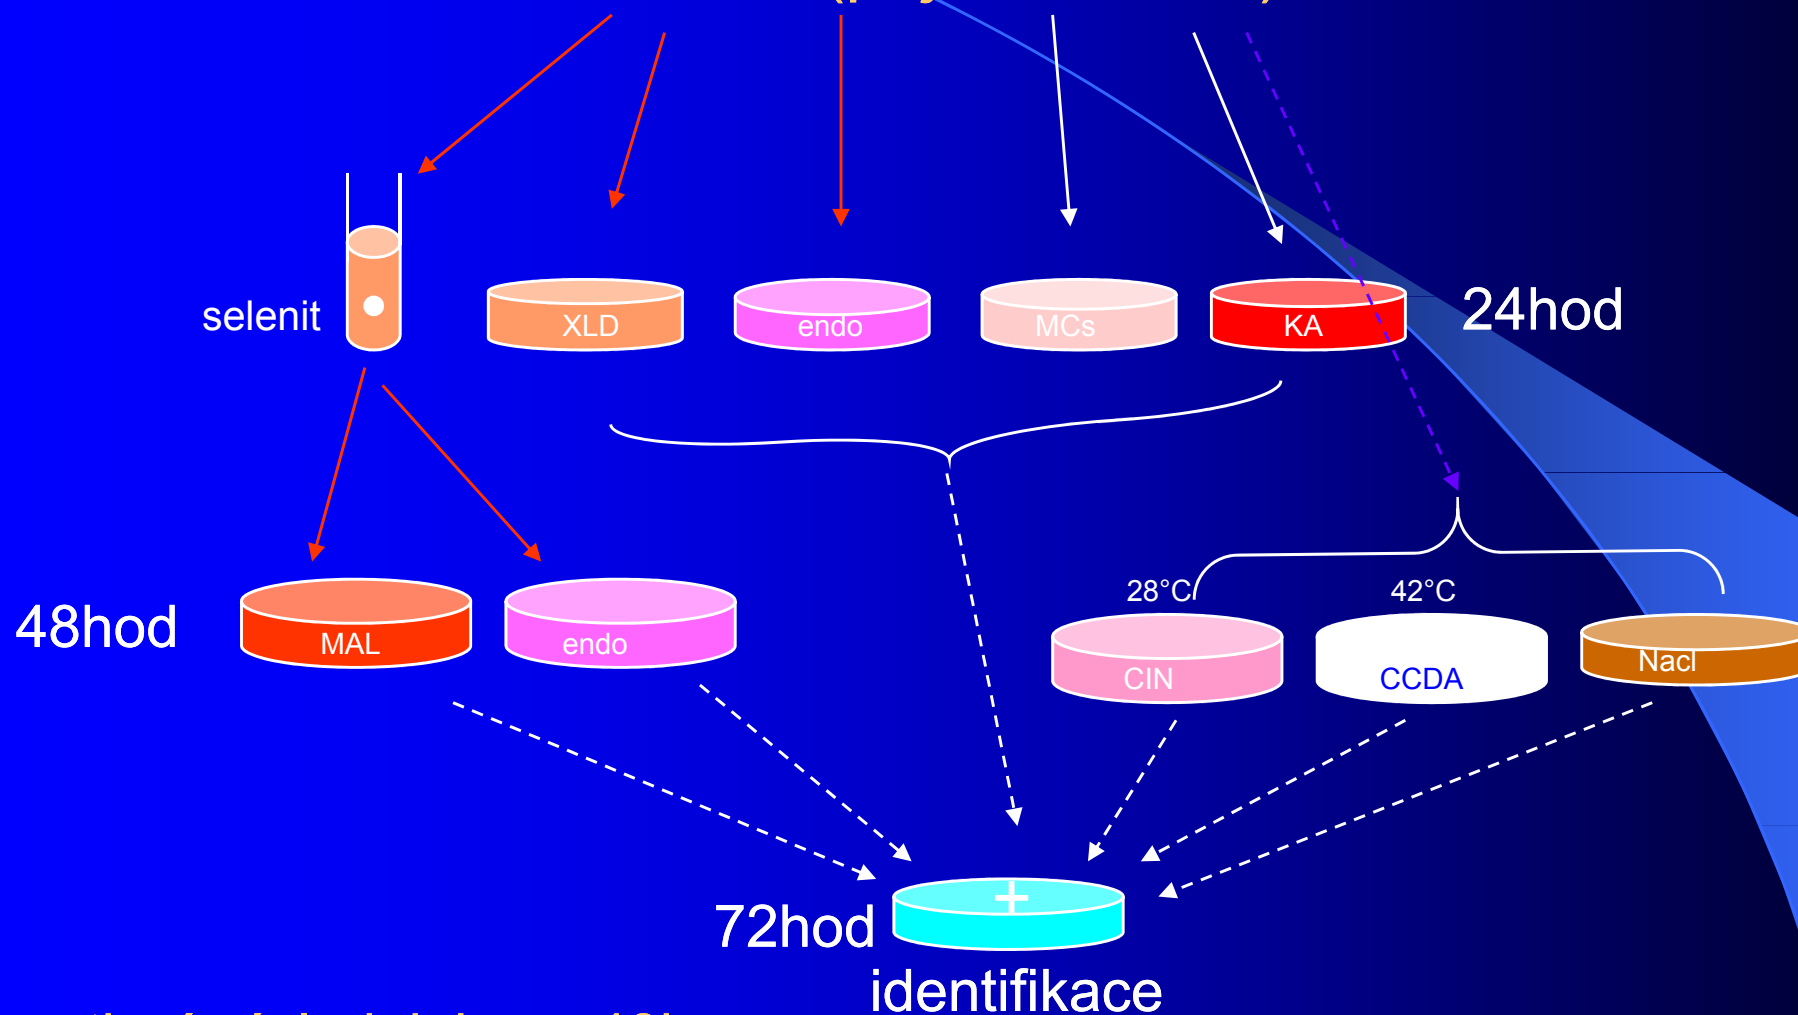 selenit
XLD
endo
MCs
KA
24hod
48hod
MAL
endo
28°C
42°C
CIN
CCDA
Nacl
72hod
+
identifikace